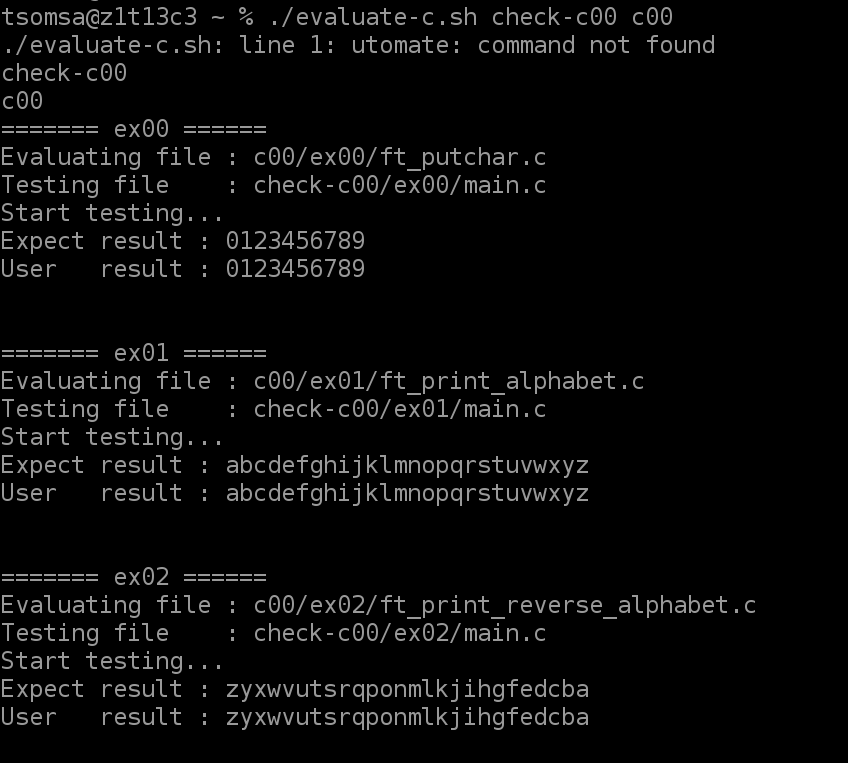 tsomsa@z1t13c3 ~ % ./evaluate-c.sh check-c00 c00
./evaluate-c.sh: line 1: utomate: command not found
check-c00
c00
======= ex00 ======
Evaluating file : c00/ex00/ft_putchar.c
Testing file    : check-c00/ex00/main.c
Start testing...
Expect result : 0123456789
User   result : 0123456789
======= ex01 ======
Evaluating file : c00/ex01/ft_print_alphabet.c
Testing file    : check-c00/ex01/main.c
Start testing...
Expect result : abcdefghijklmnopqrstuvwxyz
User   result : abcdefghijklmnopqrstuvwxyz
======= ex02 ======
Evaluating file : c00/ex02/ft_print_reverse_alphabet.c
Testing file    : check-c00/ex02/main.c
Start testing...
Expect result : zyxwvutsrqponmlkjihgfedcba
User   result : zyxwvutsrqponmlkjihgfedcba